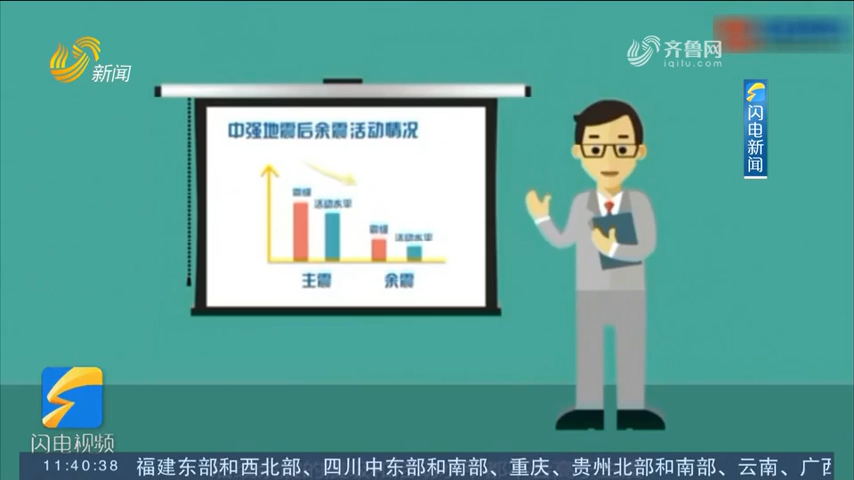 新闻
齐鲁网
iqilu.com
闪电新闻
中强地震后余震活动情况
震级
活动水平
震级
活动水平
主震
余震
闪电视频
11:40:38 福建东部和西北部、四川中东部和南部、重庆、贵州北部和南部、云南、广西